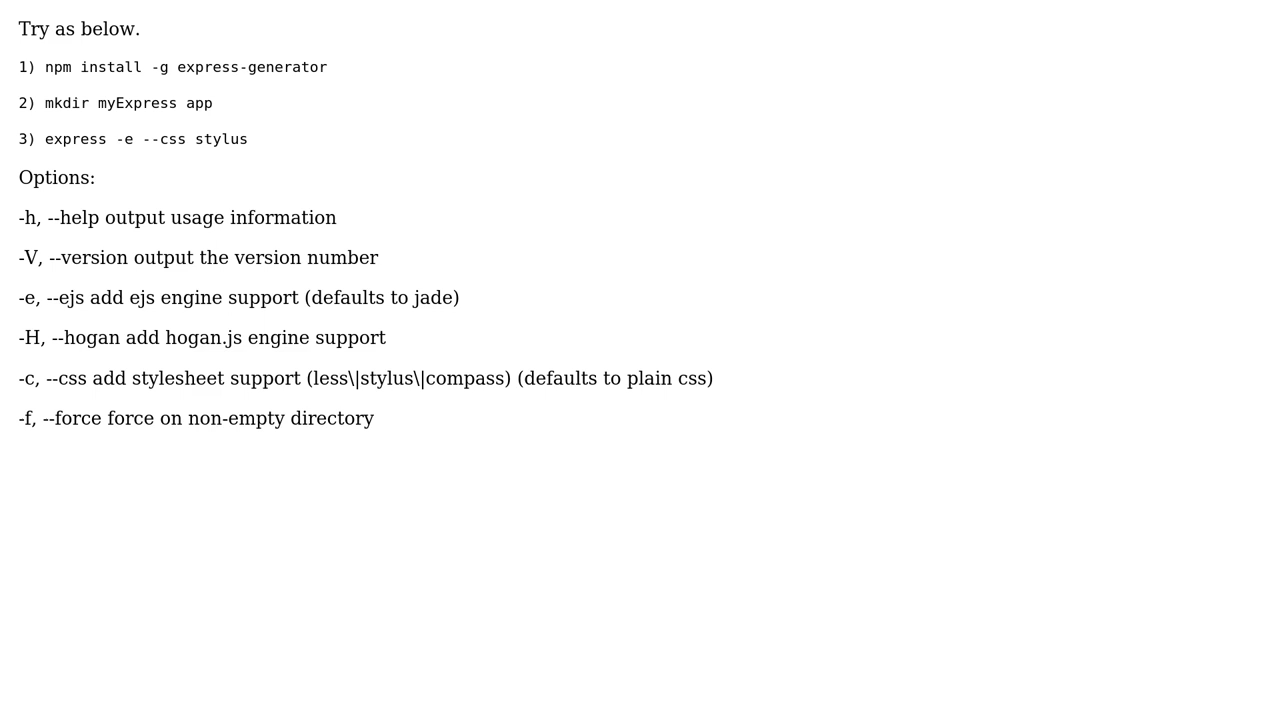 Try as below.
1) npm install -g express-generator
2) mkdir myExpress app
3) express -e --css stylus
Options:
-h, --help output usage information
-V, --version output the version number
-e, --ejs add ejs engine support (defaults to jade)
-H, --hogan add hogan.js engine support
-c, --css add stylesheet support (less\|stylus\|compass) (defaults to plain css)
-f, --force force on non-empty directory